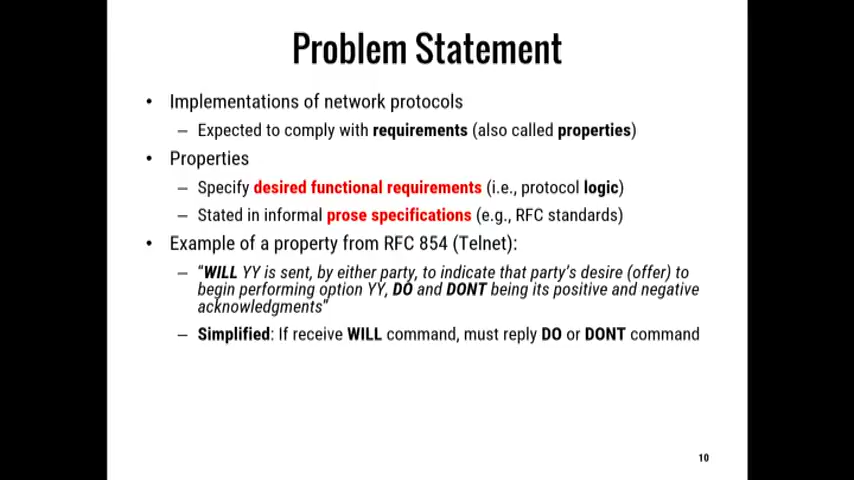 Problem Statement
• Implementations of network protocols
– Expected to comply with requirements (also called properties)
• Properties
– Specify desired functional requirements (i.e., protocol logic)
– Stated in informal prose specifications (e.g., RFC standards)
• Example of a property from RFC 854 (Telnet):
– "WILL YY is sent, by either party, to indicate that party's desire (offer) to
begin performing option YY, DO and DONT being its positive and negative
acknowledgments"
– Simplified: If receive WILL command, must reply DO or DONT command
10